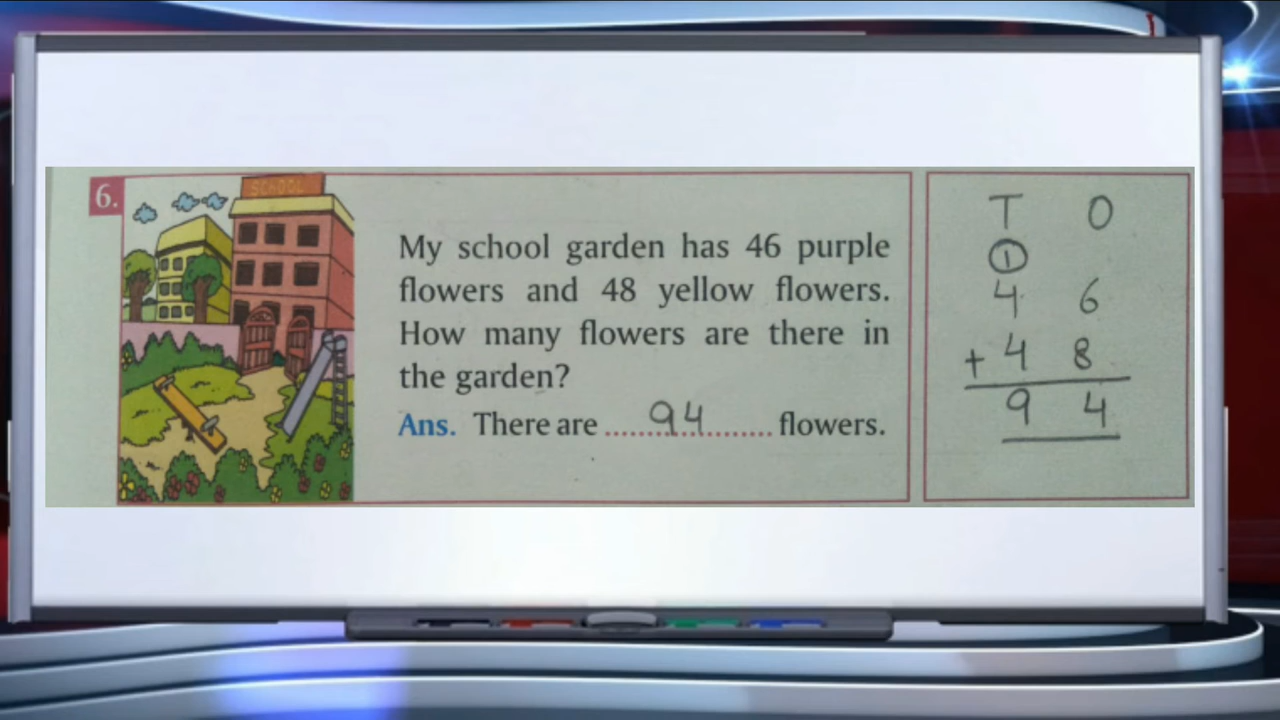 6.
SCHOOL
My school garden has 46 purple
flowers and 48 yellow flowers.
How many flowers are there in
the garden?
Ans. There are ...... 94 ...... flowers.
T O
1
4 6
+ 4 8
9 4